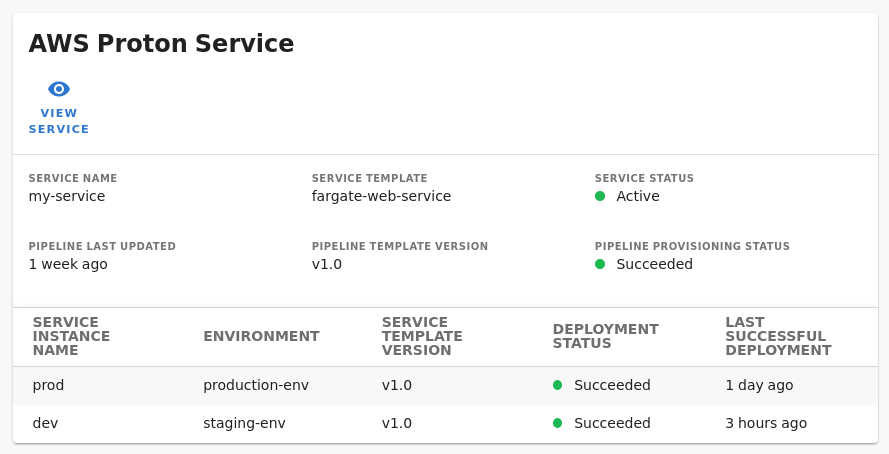 AWS Proton Service
VIEW
SERVICE
SERVICE NAME
my-service
SERVICE TEMPLATE
fargate-web-service
SERVICE STATUS
Active
PIPELINE LAST UPDATED
1 week ago
PIPELINE TEMPLATE VERSION
v1.0
PIPELINE PROVISIONING STATUS
Succeeded
SERVICE
INSTANCE
NAME
ENVIRONMENT
SERVICE
TEMPLATE
VERSION
DEPLOYMENT
STATUS
LAST
SUCCESSFUL
DEPLOYMENT
prod production-env v1.0 Succeeded 1 day ago
dev staging-env v1.0 Succeeded 3 hours ago